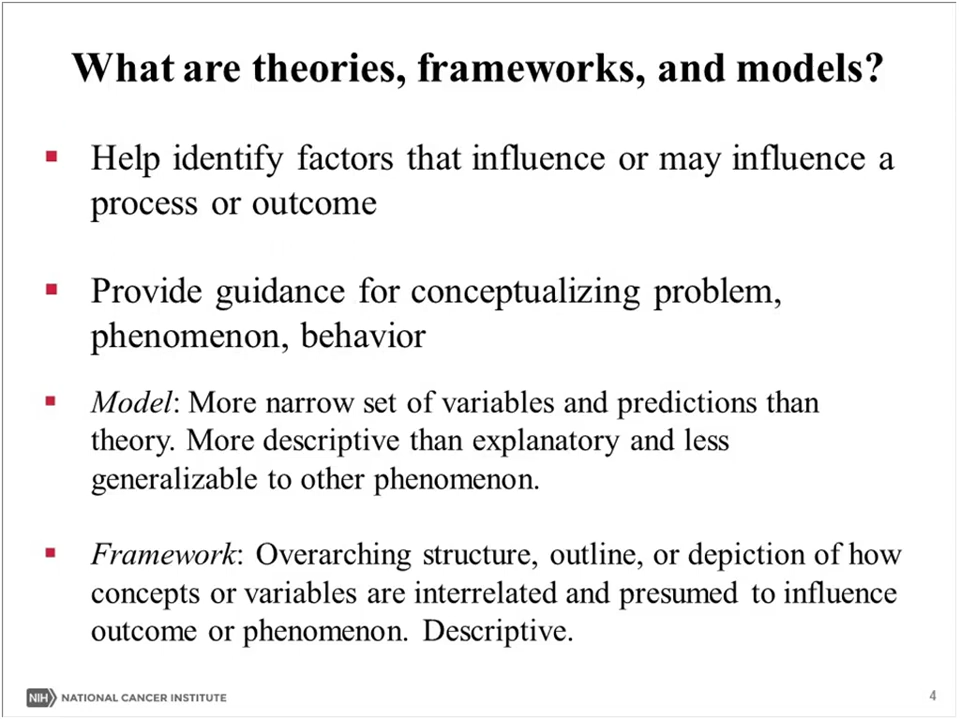 What are theories, frameworks, and models?
▪ Help identify factors that influence or may influence a
process or outcome
▪ Provide guidance for conceptualizing problem,
phenomenon, behavior
▪ Model: More narrow set of variables and predictions than
theory. More descriptive than explanatory and less
generalizable to other phenomenon.
▪ Framework: Overarching structure, outline, or depiction of how
concepts or variables are interrelated and presumed to influence
outcome or phenomenon. Descriptive.
NIH NATIONAL CANCER INSTITUTE
4